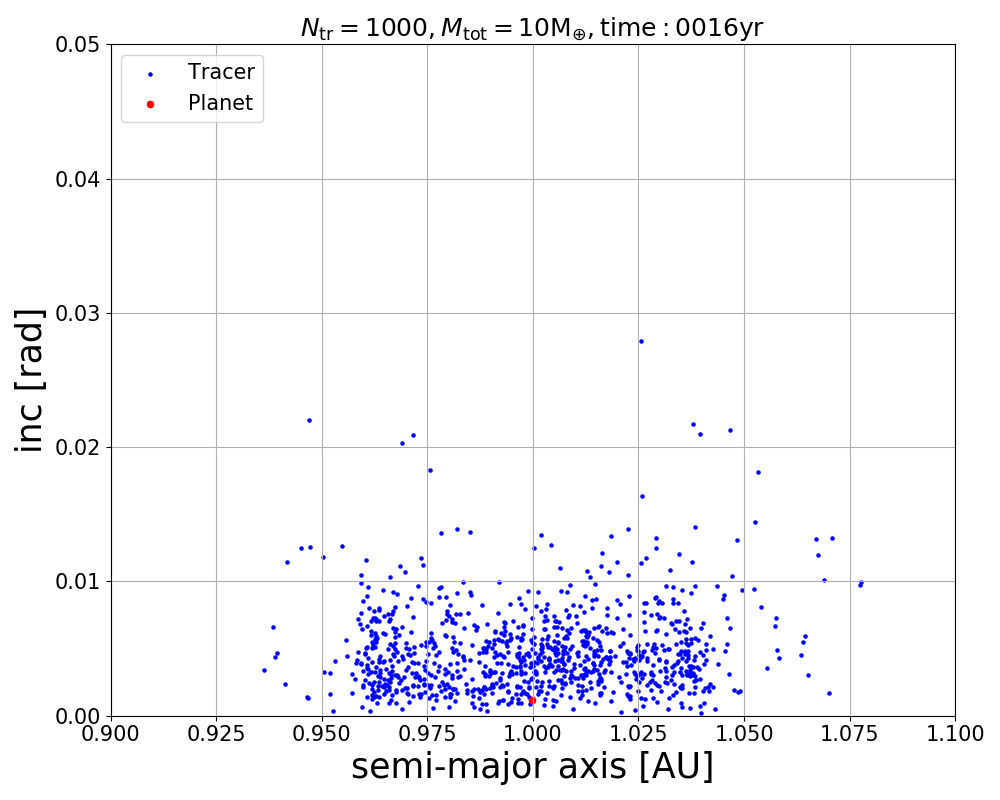 N_tr = 1000, M_tot = 10M_⊕, time : 0016yr
0.05
Tracer
Planet
0.04
0.03
0.02
0.01
0.00
inc [rad]
0.900 0.925 0.950 0.975 1.000 1.025 1.050 1.075 1.100
semi-major axis [AU]